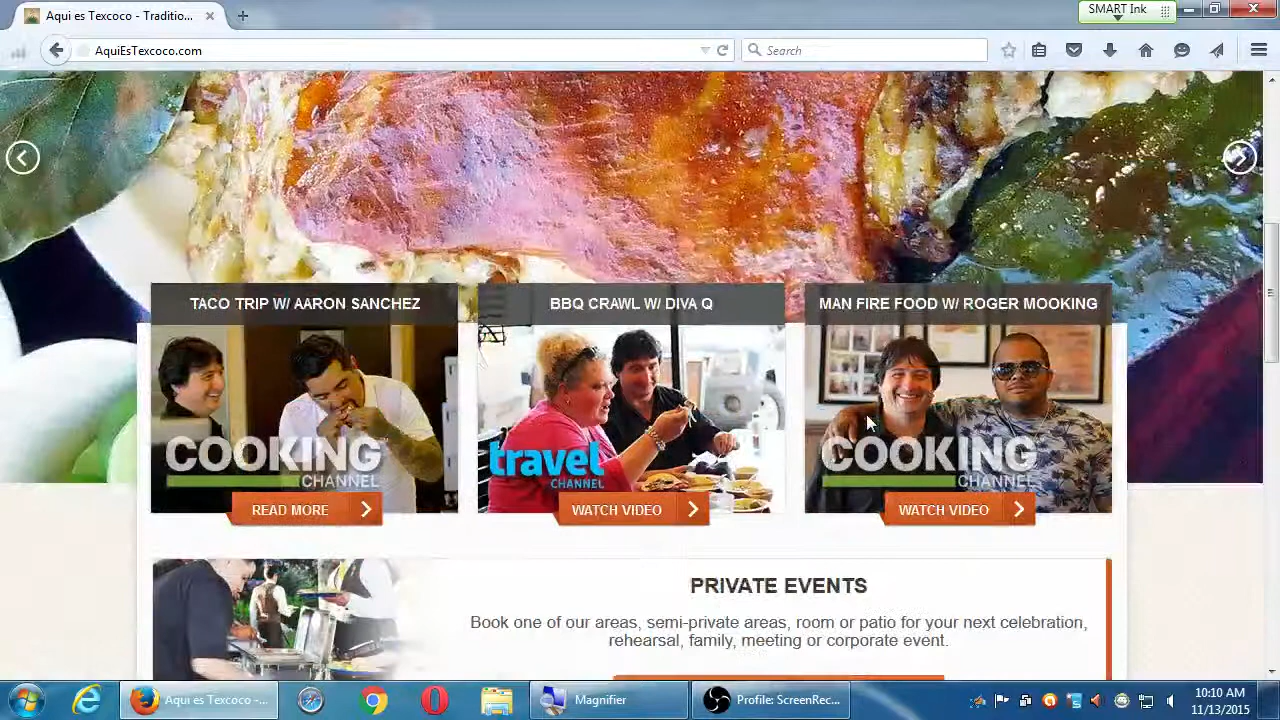 Aqui es Texcoco - Traditio...
SMART Ink
AquiEsTexcoco.com
Search
TACO TRIP W/ AARON SANCHEZ
BBQ CRAWL W/ DIVA Q
MAN FIRE FOOD W/ ROGER MOOKING
COOKING
CHANNEL
travel
CHANNEL
COOKING
CHANNEL
READ MORE
WATCH VIDEO
WATCH VIDEO
PRIVATE EVENTS
Book one of our areas, semi-private areas, room or patio for your next celebration,
rehearsal, family, meeting or corporate event.
Aqui es Texcoco -...
Magnifier
Profile: ScreenRec...
10:10 AM
11/13/2015